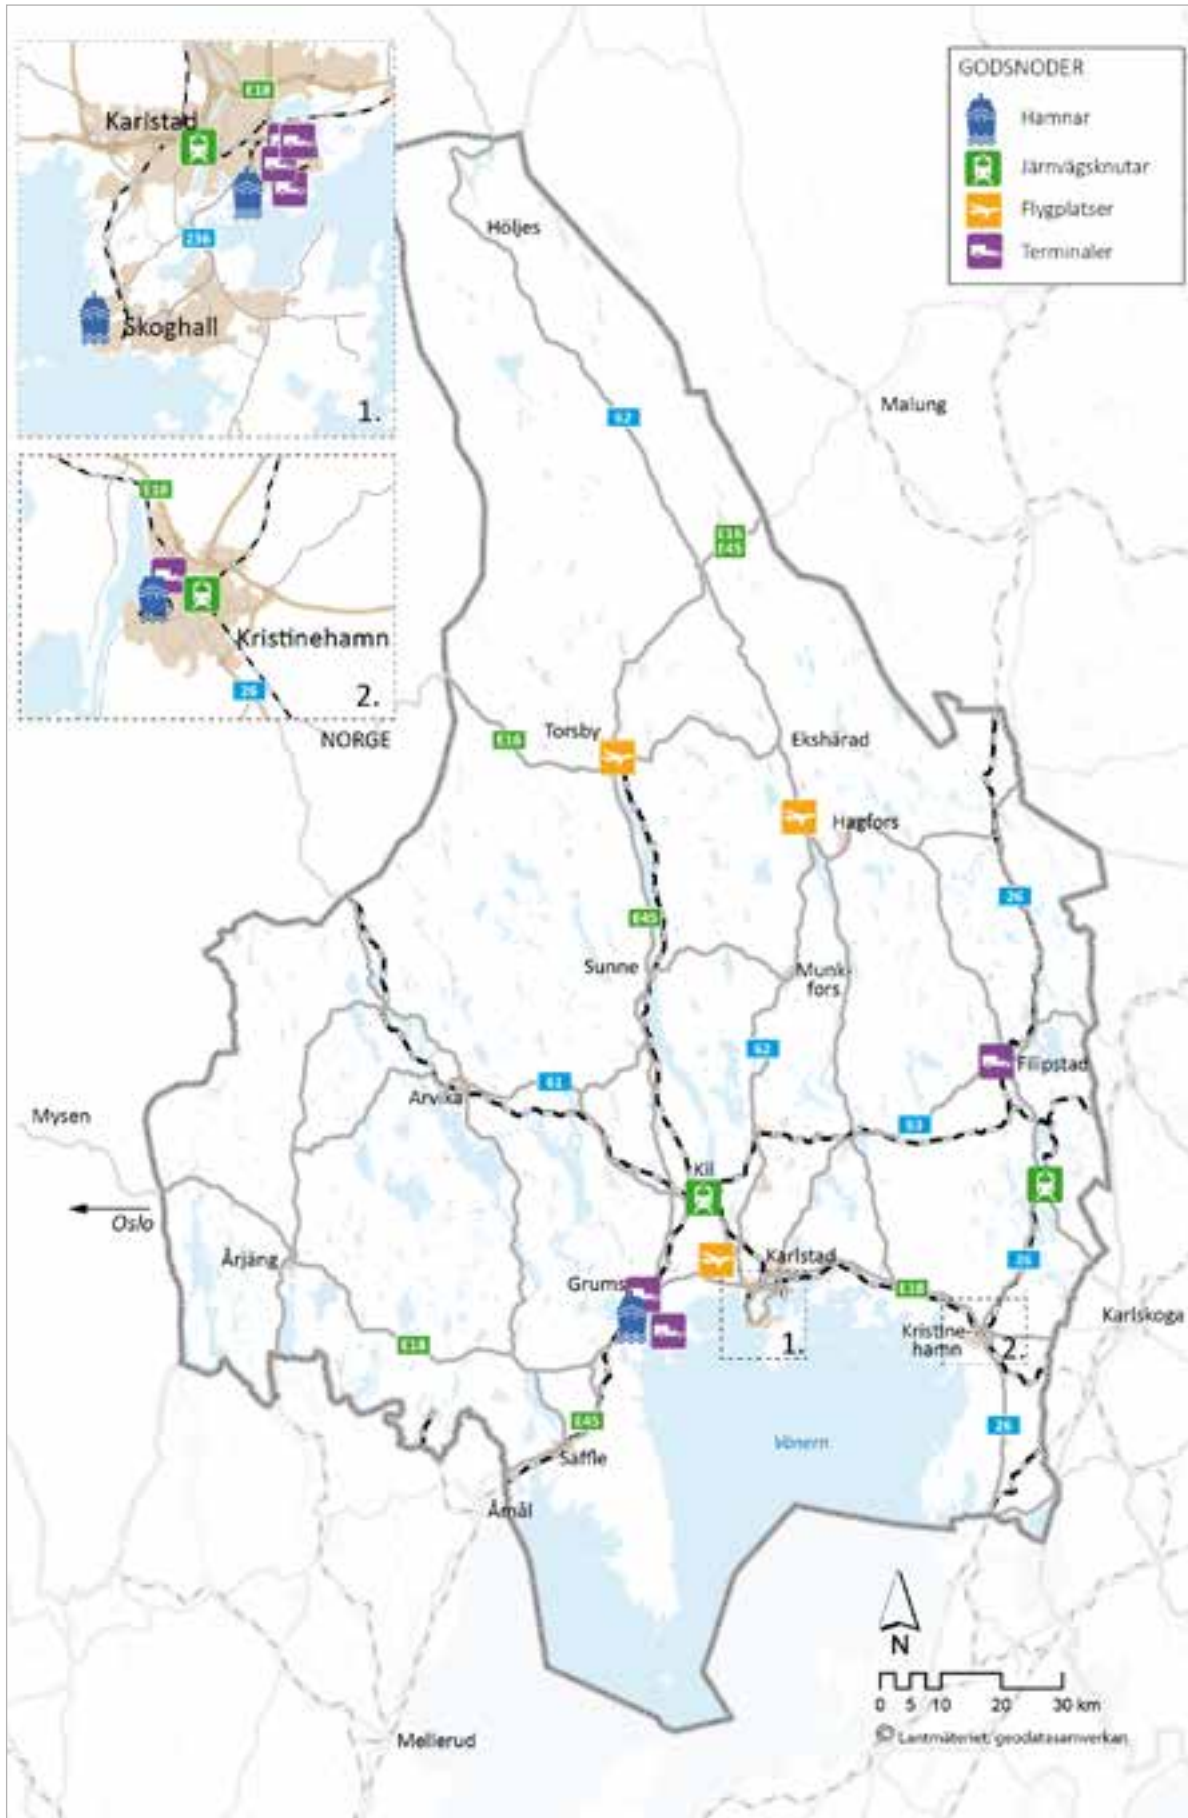 GODSNODER
Hamnar
Järnvägsknutar
Flygplatser
Terminaler
E18
Karlstad
236
Skoghall
1.
E18
Kristinehamn
26
2.
NORGE
Höljes
62
Malung
E16
E45
Torsby
E16
Ekshärad
Hagfors
26
E45
Sunne
Munk-
fors
62
Filipstad
61
Arvika
Mysen
63
Kil
Oslo
Årjäng
Karlstad
26
Grums
E18
Karlskoga
Kristine-
hamn
1.
2.
E18
E45
26
Vänern
Säffle
Åmål
N
0 5 10 20 30 km
© Lantmäteriet, geodatasamverkan
Mellerud